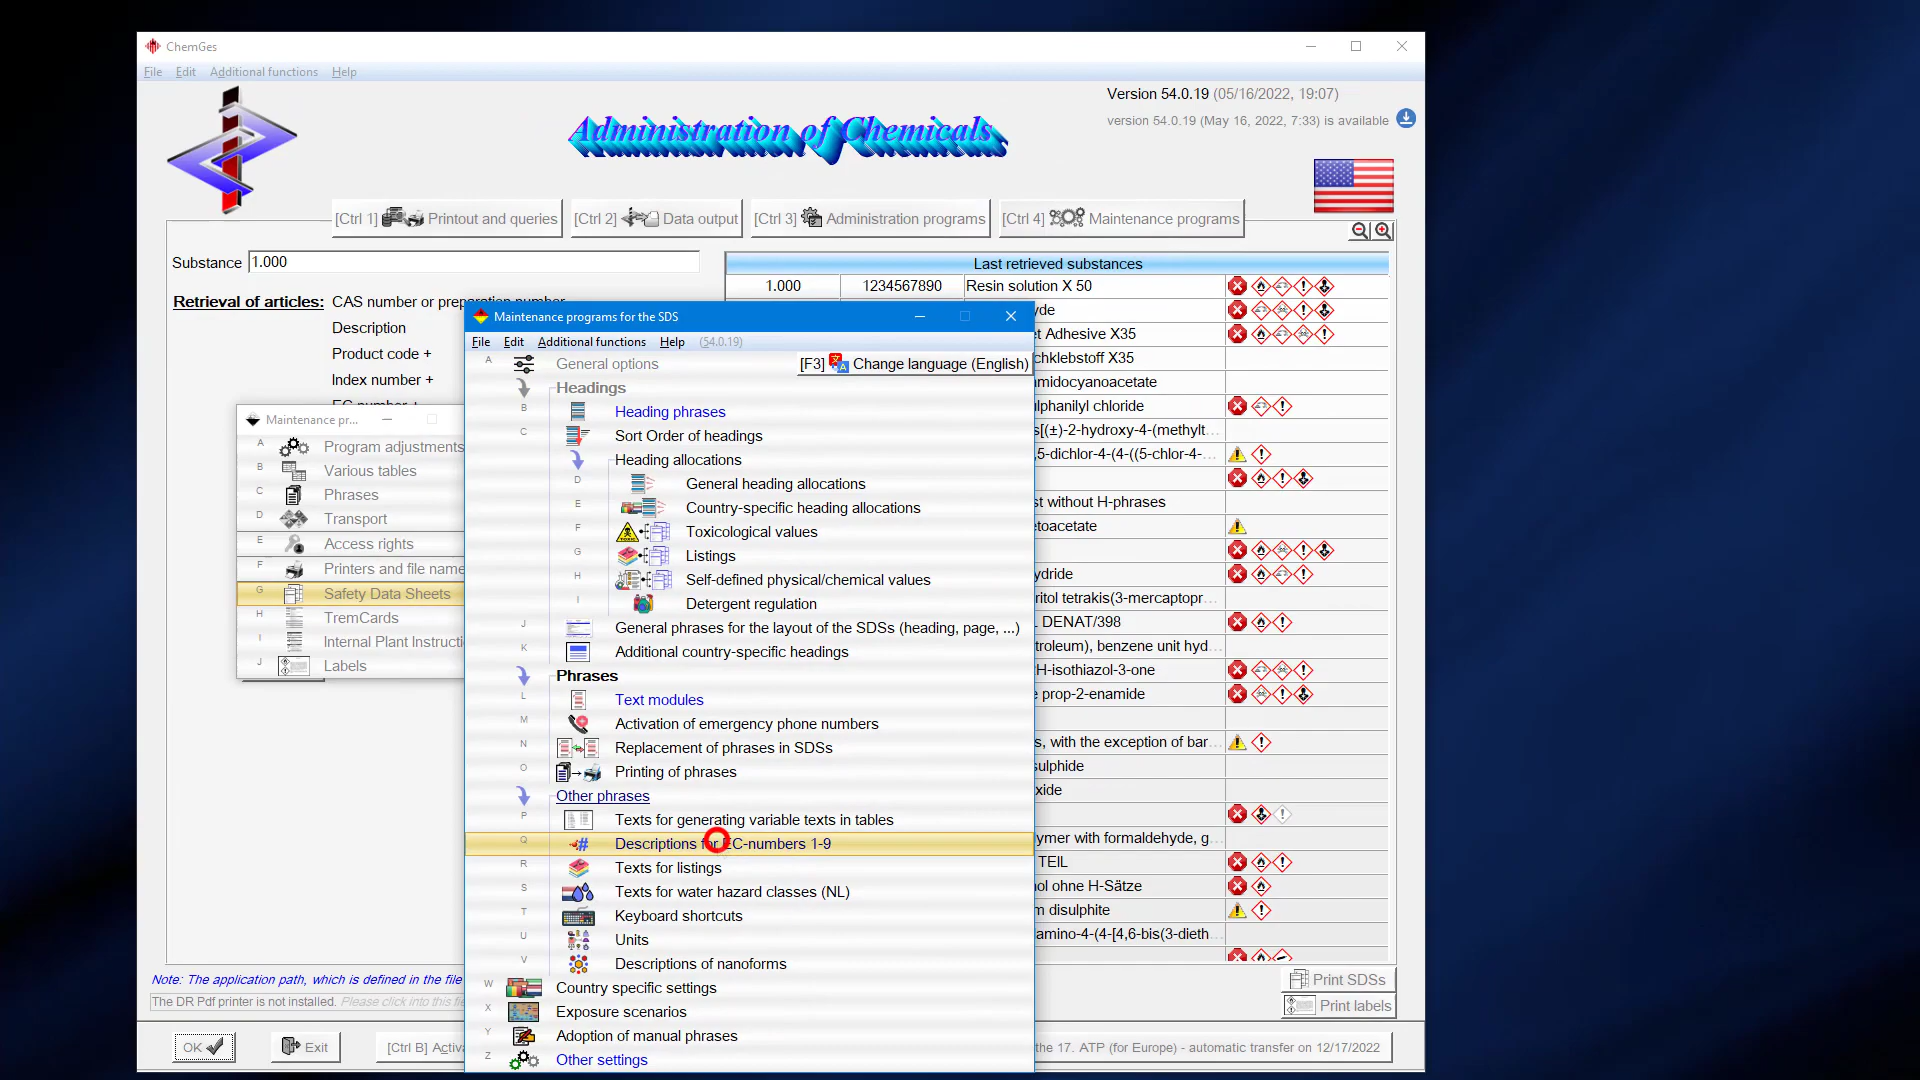 ChemGes
File Edit Additional functions Help
Version 54.0.19 (05/16/2022, 19:07)
version 54.0.19 (May 16, 2022, 7:33) is available
Administration of Chemicals
[Ctrl 1] Printout and queries [Ctrl 2] Data output [Ctrl 3] Administration programs [Ctrl 4] Maintenance programs
Substance 1.000
Retrieval of articles: CAS number or preparation number
Description
Product code +
Index number +
Last retrieved substances
1.000 1234567890 Resin solution X 50
yde
et Adhesive X35
chklebstoff X35
midocyanoacetate
ulphanilyl chloride
s[(±)-2-hydroxy-4-(methylt...
,5-dichlor-4-(4-((5-chlor-4-...
st without H-phrases
toacetate
ydride
ritol tetrakis(3-mercaptopr...
DENAT/398
troleum), benzene unit hyd...
H-isothiazol-3-one
e prop-2-enamide
s, with the exception of bar...
sulphide
oxide
ymer with formaldehyde, g...
TEIL
ol ohne H-Sätze
m disulphite
amino-4-(4-[4,6-bis(3-dieth...
Maintenance pr...
A Program adjustments
B Various tables
C Phrases
D Transport
E Access rights
F Printers and file name
G Safety Data Sheets
H TremCards
I Internal Plant Instructi
J Labels
Maintenance programs for the SDS
File Edit Additional functions Help (54.0.19)
A General options [F3] Change language (English)
Headings
B Heading phrases
C Sort Order of headings
Heading allocations
D General heading allocations
E Country-specific heading allocations
F Toxicological values
G Listings
H Self-defined physical/chemical values
I Detergent regulation
J General phrases for the layout of the SDSs (heading, page, ...)
K Additional country-specific headings
Phrases
L Text modules
M Activation of emergency phone numbers
N Replacement of phrases in SDSs
O Printing of phrases
Other phrases
P Texts for generating variable texts in tables
Q Descriptions for EC-numbers 1-9
R Texts for listings
S Texts for water hazard classes (NL)
T Keyboard shortcuts
U Units
V Descriptions of nanoforms
W Country specific settings
X Exposure scenarios
Y Adoption of manual phrases
Z Other settings
Note: The application path, which is defined in the file
The DR Pdf printer is not installed. Please click into this fie
Print SDSs
Print labels
OK Exit [Ctrl B] Activa
the 17. ATP (for Europe) - automatic transfer on 12/17/2022